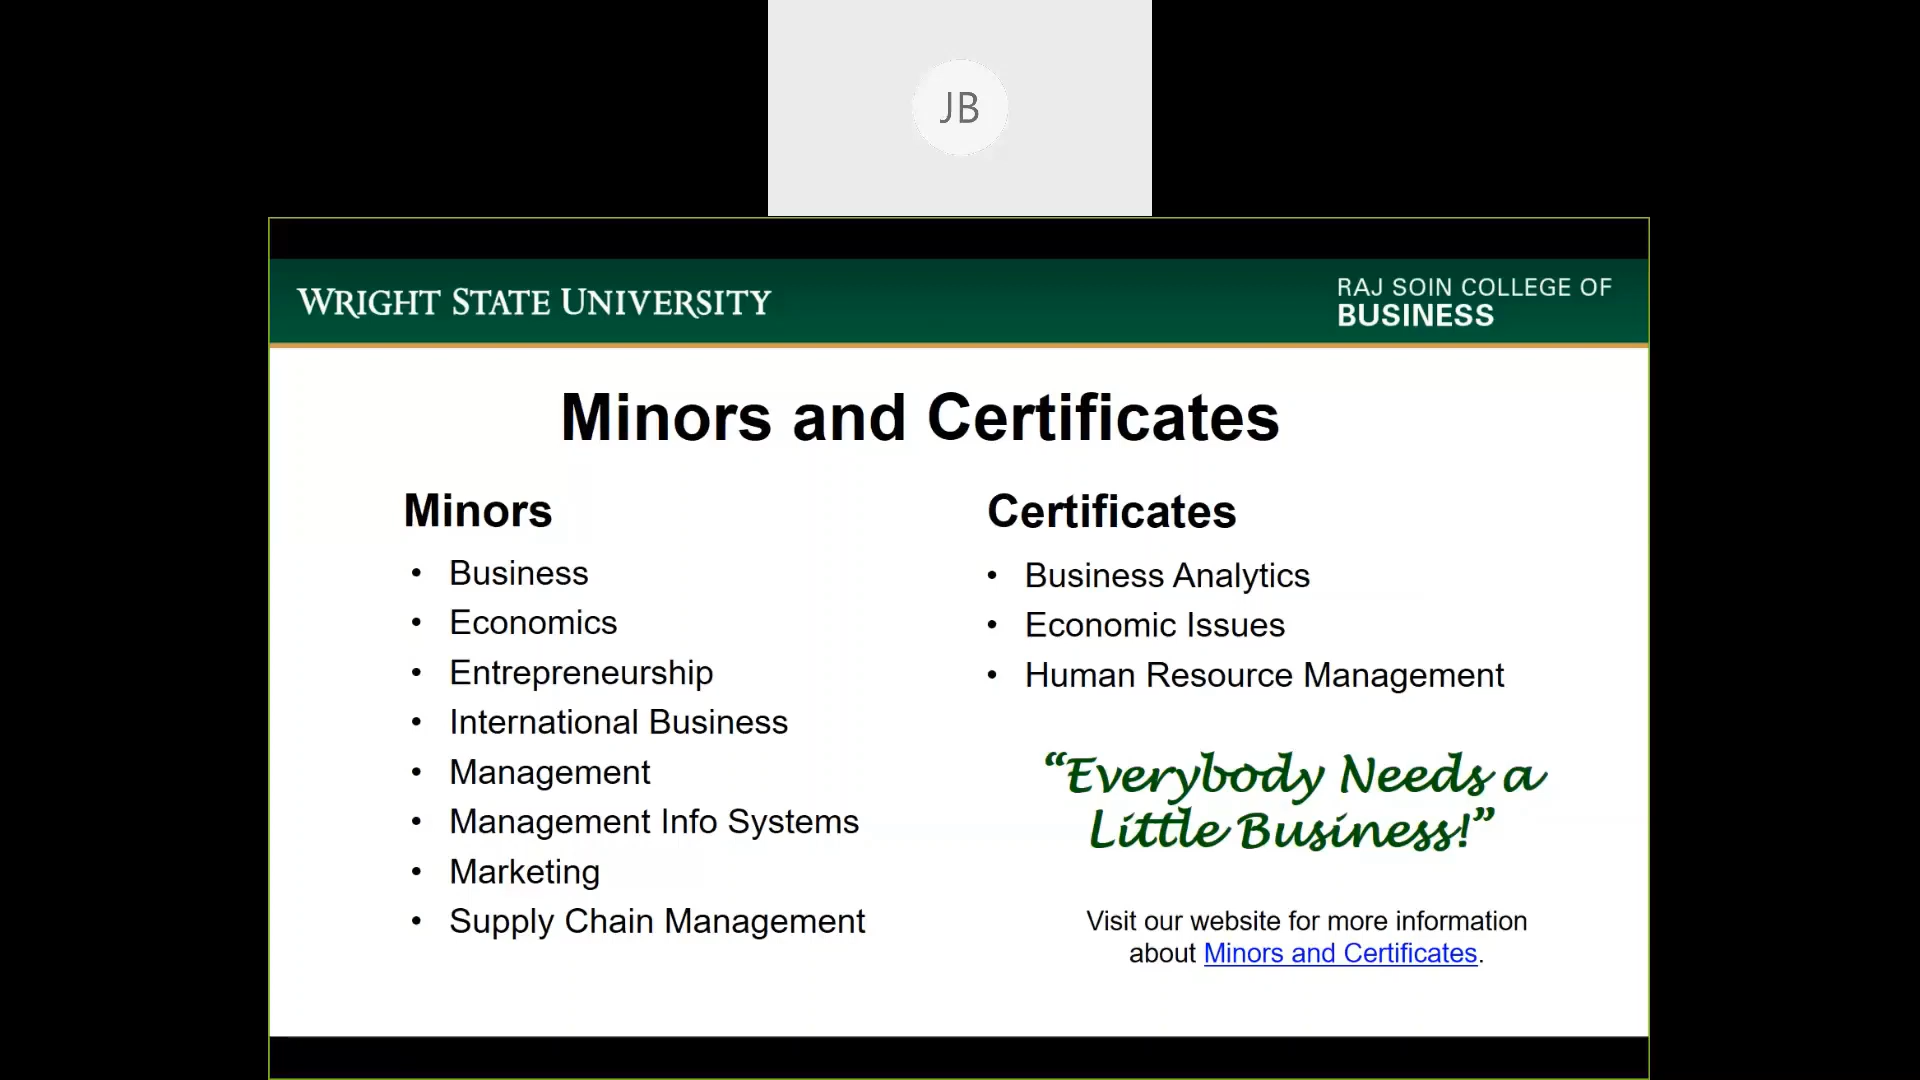 JB
WRIGHT STATE UNIVERSITY
RAJ SOIN COLLEGE OF
BUSINESS
Minors and Certificates
Minors
• Business
• Economics
• Entrepreneurship
• International Business
• Management
• Management Info Systems
• Marketing
• Supply Chain Management
Certificates
• Business Analytics
• Economic Issues
• Human Resource Management
“Everybody Needs a
Little Business!”
Visit our website for more information
about Minors and Certificates.